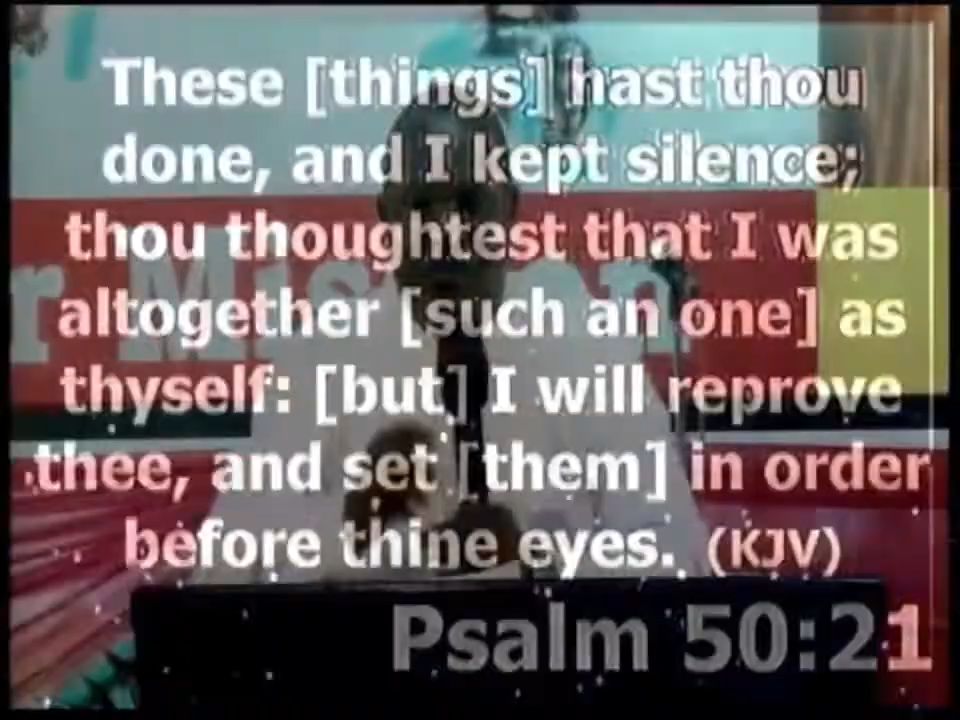 These [things] hast thou
done, and I kept silence;
thou thoughtest that I was
altogether [such an one] as
thyself: [but] I will reprove
thee, and set [them] in order
before thine eyes. (KJV)
Psalm 50:21